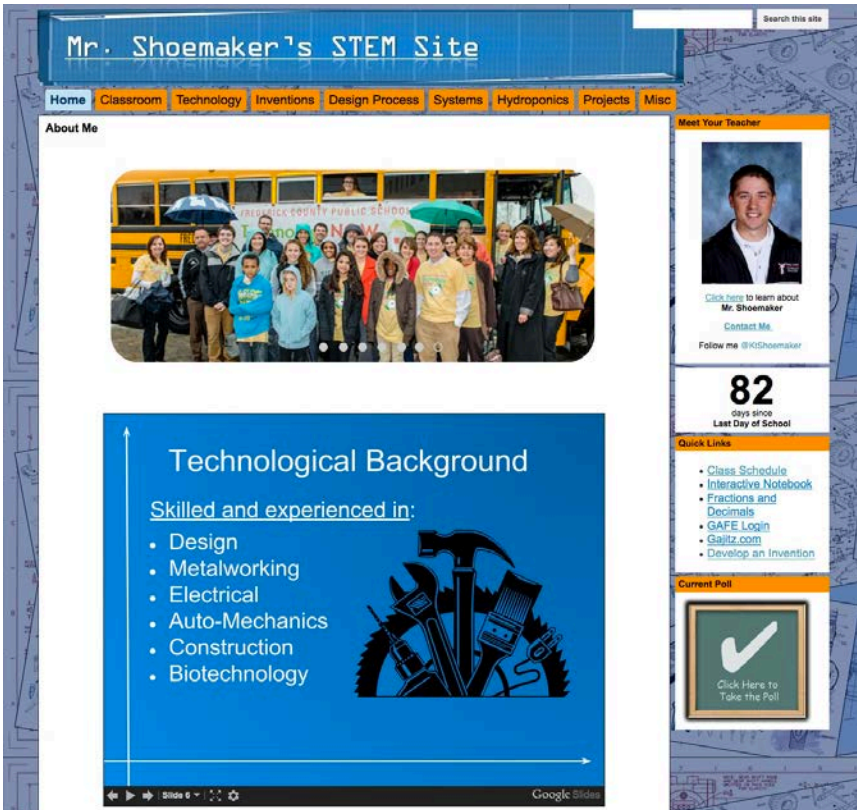 Search this site
Mr. Shoemaker's STEM Site
Home Classroom Technology Inventions Design Process Systems Hydroponics Projects Misc
About Me
FREDERICK COUNTY PUBLIC SCHOOL
NOW
Technological Background
Skilled and experienced in:
• Design
• Metalworking
• Electrical
• Auto-Mechanics
• Construction
• Biotechnology
Slide 6
Google Slides
Meet Your Teacher
Click here to learn about
Mr. Shoemaker
Contact Me
Follow me @KtShoemaker
82
days since
Last Day of School
Quick Links
• Class Schedule
• Interactive Notebook
• Fractions and
Decimals
• GAFE Login
• Gajitz.com
• Develop an Invention
Current Poll
Click Here to
Take the Poll